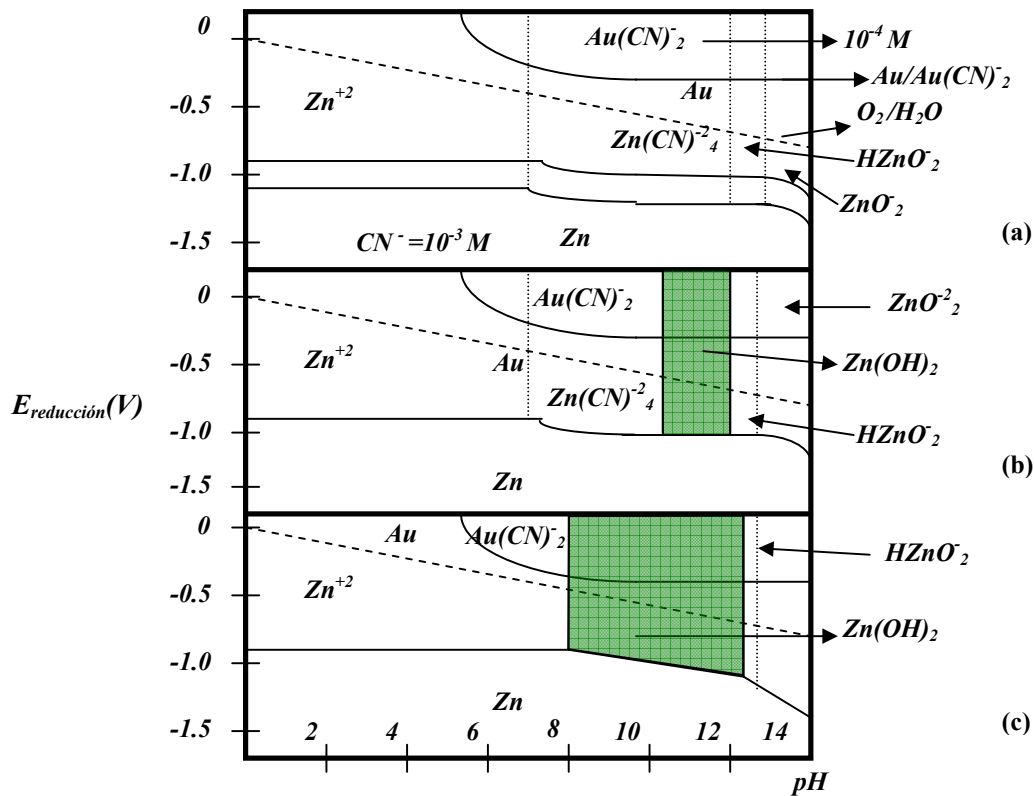 0
-0.5
-1.0
-1.5
Au(CN)⁻₂
10⁻⁴ M
Au/Au(CN)⁻₂
Au
Zn⁺²
O₂/H₂O
Zn(CN)⁻²₄
HZnO⁻₂
ZnO⁻₂
CN⁻ =10⁻³ M
Zn
(a)
0
-0.5
-1.0
-1.5
Au(CN)⁻₂
ZnO⁻²₂
Zn⁺²
Au
Zn(OH)₂
Zn(CN)⁻²₄
E reducción(V)
HZnO⁻₂
Zn
(b)
0
-0.5
-1.0
-1.5
Au
Au(CN)⁻₂
HZnO⁻₂
Zn⁺²
Zn(OH)₂
Zn
(c)
2 4 6 8 10 12 14
pH